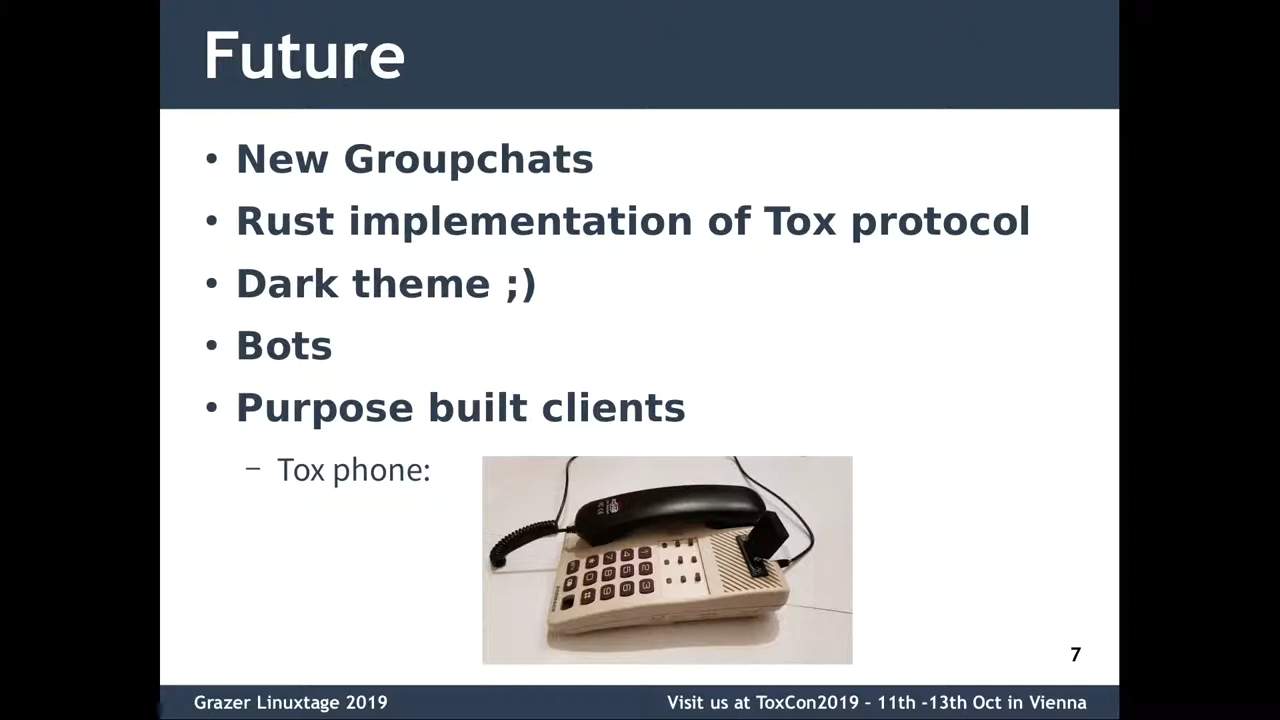 Future
• New Groupchats
• Rust implementation of Tox protocol
• Dark theme ;)
• Bots
• Purpose built clients
– Tox phone:
7
Grazer Linuxtage 2019
Visit us at ToxCon2019 - 11th -13th Oct in Vienna